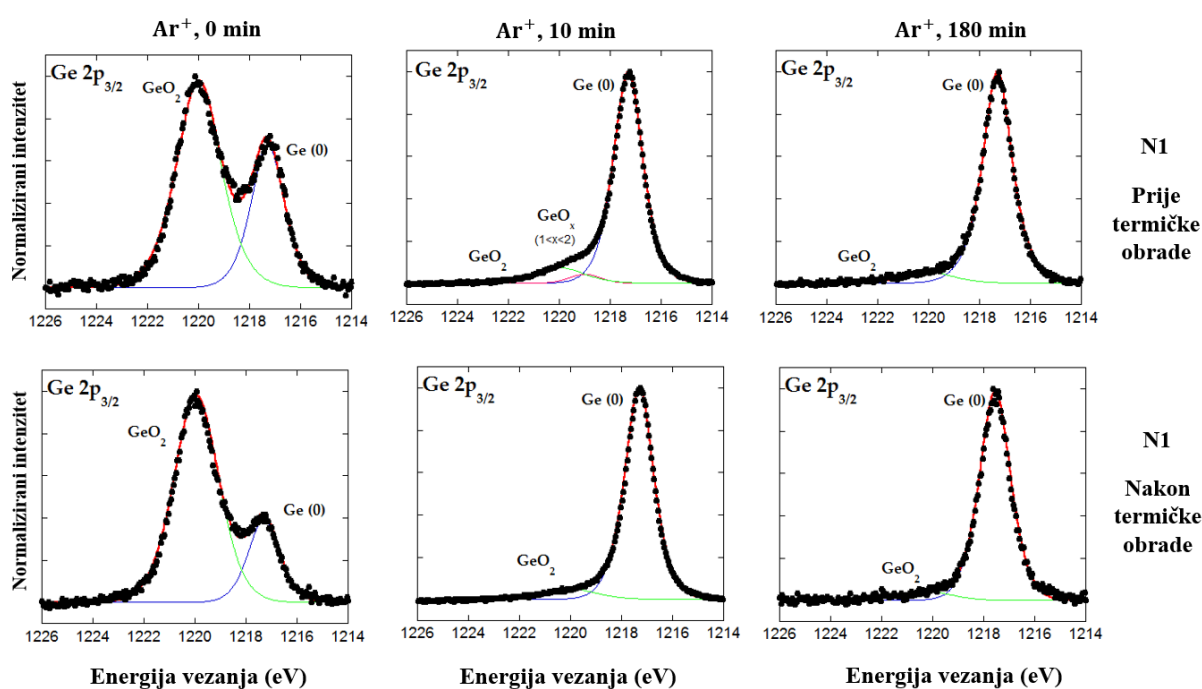 Ar⁺, 0 min
Ar⁺, 10 min
Ar⁺, 180 min
Normalizirani intenzitet
Ge 2p₃/₂
GeO₂
Ge (0)
1226 1224 1222 1220 1218 1216 1214
Ge 2p₃/₂
Ge (0)
GeOₓ
(1<x<2)
GeO₂
1226 1224 1222 1220 1218 1216 1214
Ge 2p₃/₂
Ge (0)
GeO₂
1226 1224 1222 1220 1218 1216 1214
N1
Prije
termičke
obrade
Normalizirani intenzitet
Ge 2p₃/₂
GeO₂
Ge (0)
1226 1224 1222 1220 1218 1216 1214
Ge 2p₃/₂
Ge (0)
GeO₂
1226 1224 1222 1220 1218 1216 1214
Ge 2p₃/₂
Ge (0)
GeO₂
1226 1224 1222 1220 1218 1216 1214
N1
Nakon
termičke
obrade
Energija vezanja (eV)
Energija vezanja (eV)
Energija vezanja (eV)